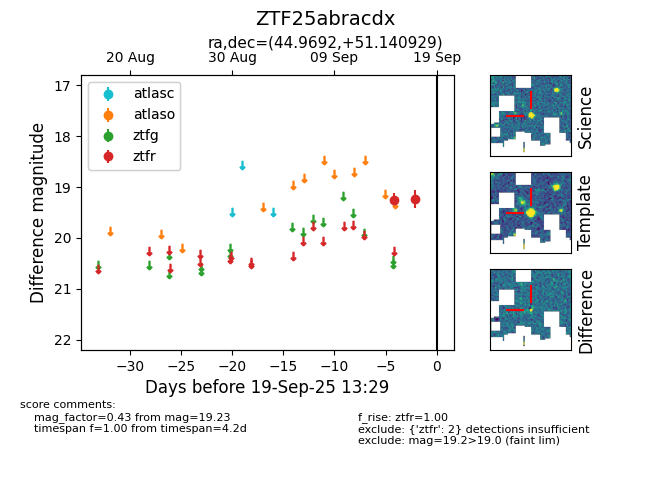 ZTF25abracdx
ra,dec=(44.9692,+51.140929)
20 Aug 30 Aug 09 Sep 19 Sep
atlasc
atlaso
ztfg
ztfr
17
18
19
20
21
22
Difference magnitude
−30 −25 −20 −15 −10 −5 0
Days before 19-Sep-25 13:29
Science
Template
Difference
score comments:
mag_factor=0.43 from mag=19.23
timespan f=1.00 from timespan=4.2d
f_rise: ztfr=1.00
exclude: {'ztfr': 2} detections insufficient
exclude: mag=19.2>19.0 (faint lim)